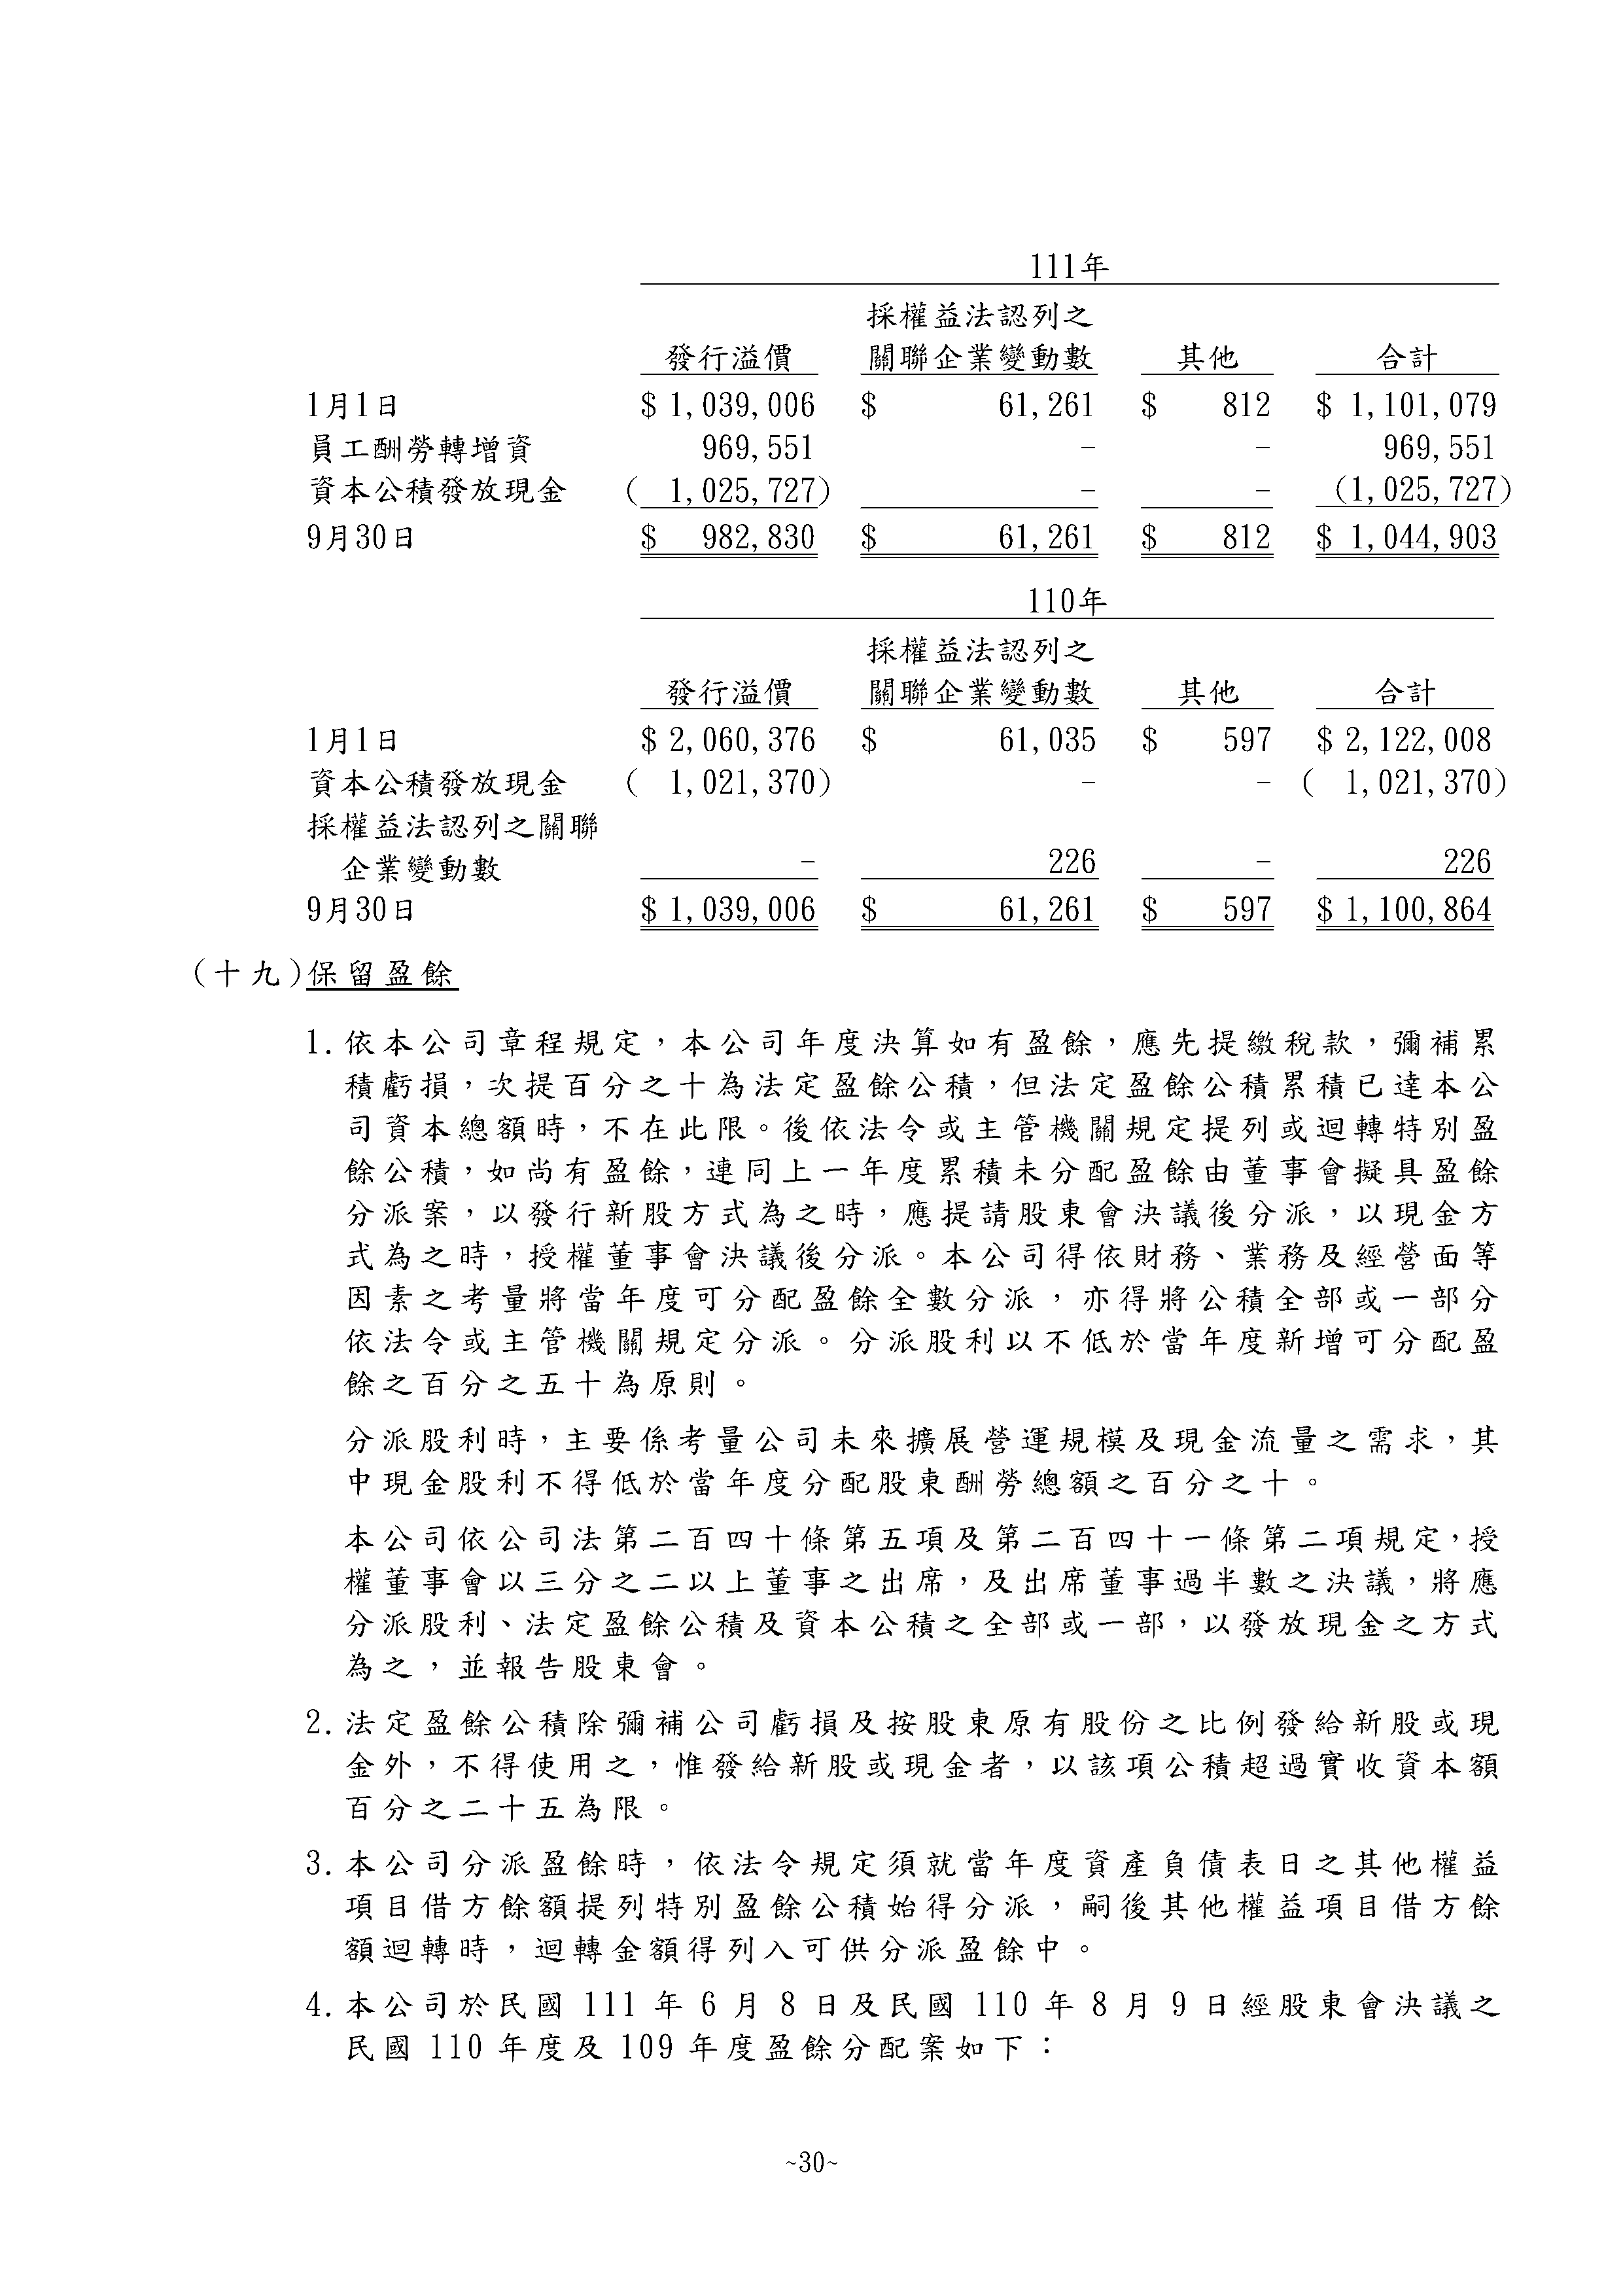 111年
採權益法認列之
發行溢價 關聯企業變動數 其他 合計
1月1日 $ 1,039,006 $ 61,261 $ 812 $ 1,101,079
員工酬勞轉增資 969,551 - - 969,551
資本公積發放現金 ( 1,025,727) - - (1,025,727)
9月30日 $ 982,830 $ 61,261 $ 812 $ 1,044,903
110年
採權益法認列之
發行溢價 關聯企業變動數 其他 合計
1月1日 $ 2,060,376 $ 61,035 $ 597 $ 2,122,008
資本公積發放現金 ( 1,021,370) - - ( 1,021,370)
採權益法認列之關聯
企業變動數 - 226 - 226
9月30日 $ 1,039,006 $ 61,261 $ 597 $ 1,100,864
(十九)保留盈餘
1. 依本公司章程規定，本公司年度決算如有盈餘，應先提繳稅款，彌補累
積虧損，次提百分之十為法定盈餘公積，但法定盈餘公積累積已達本公
司資本總額時，不在此限。後依法令或主管機關規定提列或迴轉特別盈
餘公積，如尚有盈餘，連同上一年度累積未分配盈餘由董事會擬具盈餘
分派案，以發行新股方式為之時，應提請股東會決議後分派，以現金方
式為之時，授權董事會決議後分派。本公司得依財務、業務及經營面等
因素之考量將當年度可分配盈餘全數分派，亦得將公積全部或一部分
依法令或主管機關規定分派。分派股利以不低於當年度新增可分配盈
餘之百分之五十為原則。
分派股利時，主要係考量公司未來擴展營運規模及現金流量之需求，其
中現金股利不得低於當年度分配股東酬勞總額之百分之十。
本公司依公司法第二百四十條第五項及第二百四十一條第二項規定，授
權董事會以三分之二以上董事之出席，及出席董事過半數之決議，將應
分派股利、法定盈餘公積及資本公積之全部或一部，以發放現金之方式
為之，並報告股東會。
2. 法定盈餘公積除彌補公司虧損及按股東原有股份之比例發給新股或現
金外，不得使用之，惟發給新股或現金者，以該項公積超過實收資本額
百分之二十五為限。
3. 本公司分派盈餘時，依法令規定須就當年度資產負債表日之其他權益
項目借方餘額提列特別盈餘公積始得分派，嗣後其他權益項目借方餘
額迴轉時，迴轉金額得列入可供分派盈餘中。
4. 本公司於民國 111 年 6 月 8 日及民國 110 年 8 月 9 日經股東會決議之
民國 110 年度及 109 年度盈餘分配案如下：
~30~